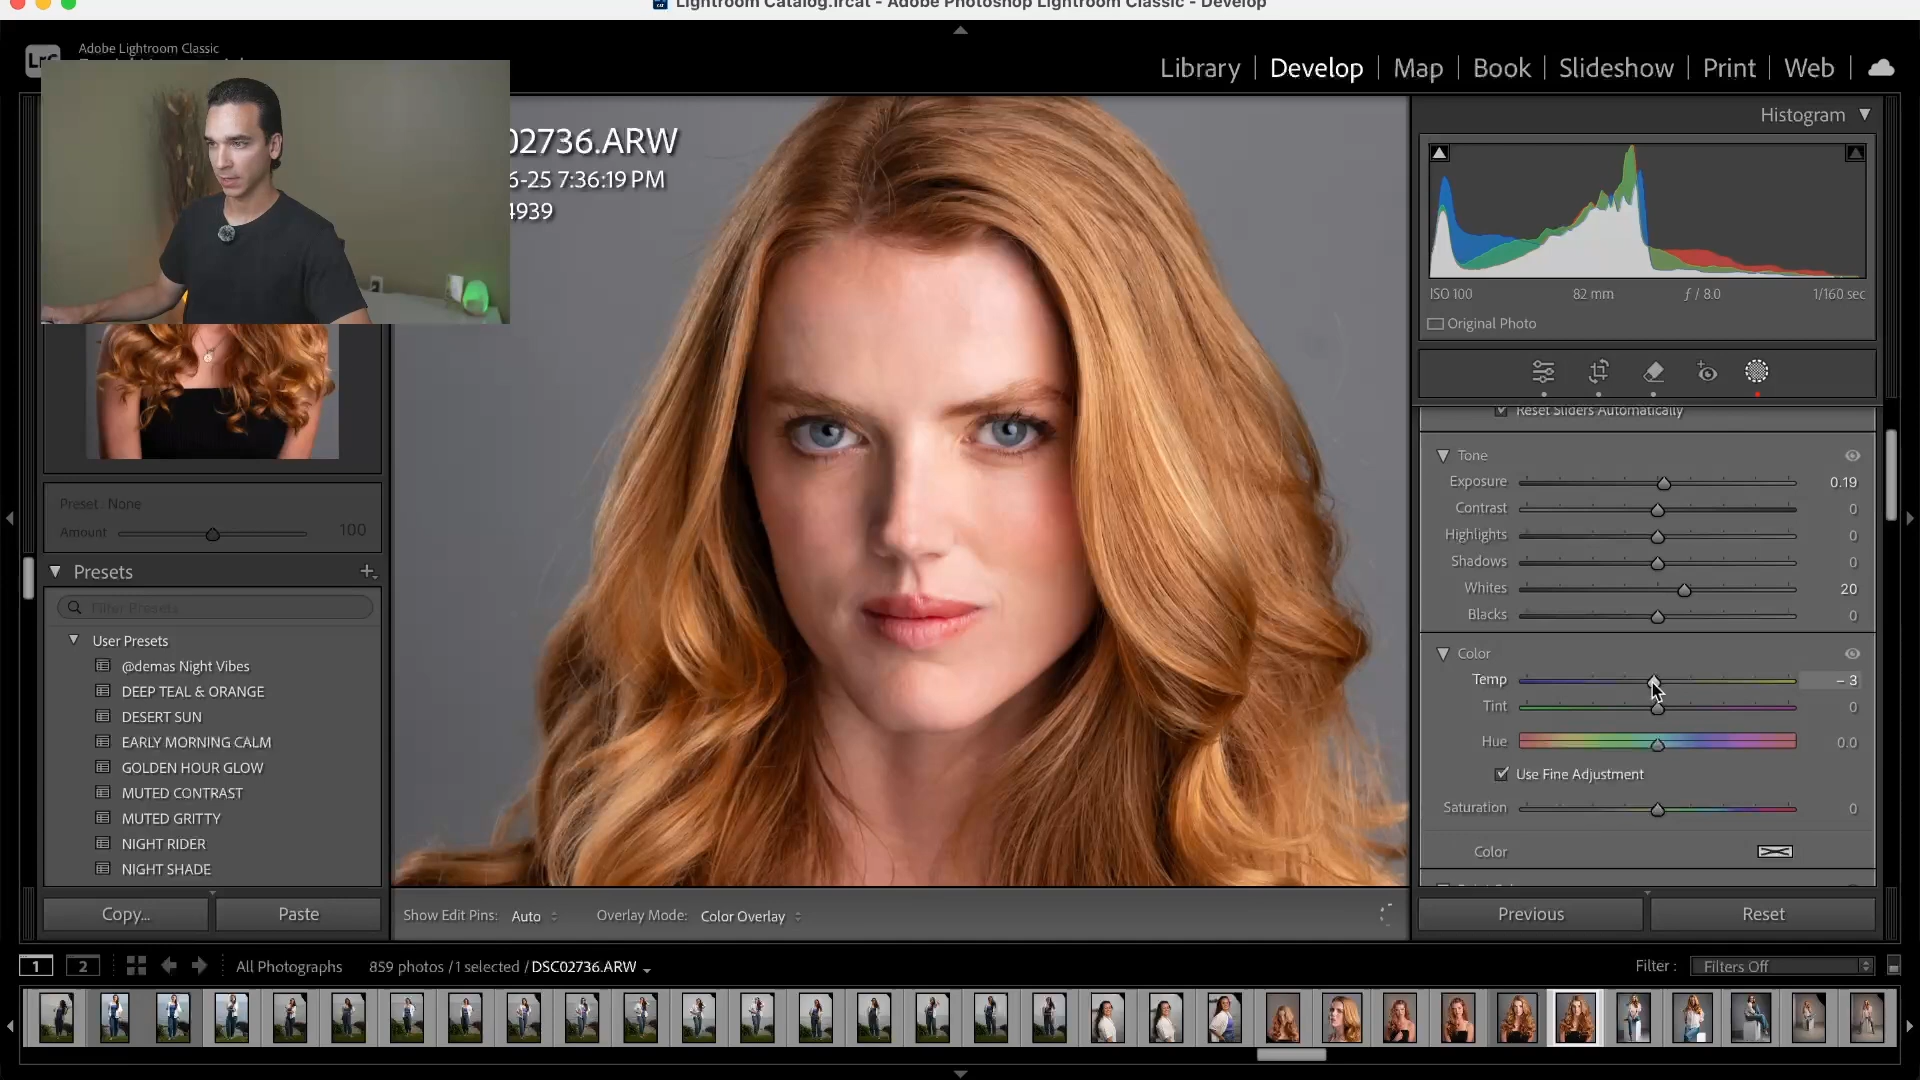 Lightroom Catalog.lrcat - Adobe Photoshop Lightroom Classic - Develop
Adobe Lightroom Classic
Library | Develop | Map | Book | Slideshow | Print | Web
02736.ARW
6-25 7:36:19 PM
4939
Histogram
ISO 100 82 mm ƒ / 8.0 1/160 sec
Original Photo
Reset Sliders Automatically
Tone
Exposure 0.19
Contrast 0
Highlights 0
Shadows 0
Whites 20
Blacks 0
Color
Temp – 3
Tint 0
Hue 0.0
Use Fine Adjustment
Saturation 0
Color
Previous Reset
Preset: None
Amount 100
Presets
Filter Presets
User Presets
@demas Night Vibes
DEEP TEAL & ORANGE
DESERT SUN
EARLY MORNING CALM
GOLDEN HOUR GLOW
MUTED CONTRAST
MUTED GRITTY
NIGHT RIDER
NIGHT SHADE
Copy... Paste
Show Edit Pins: Auto Overlay Mode: Color Overlay
1 2 All Photographs 859 photos / 1 selected / DSC02736.ARW Filter : Filters Off